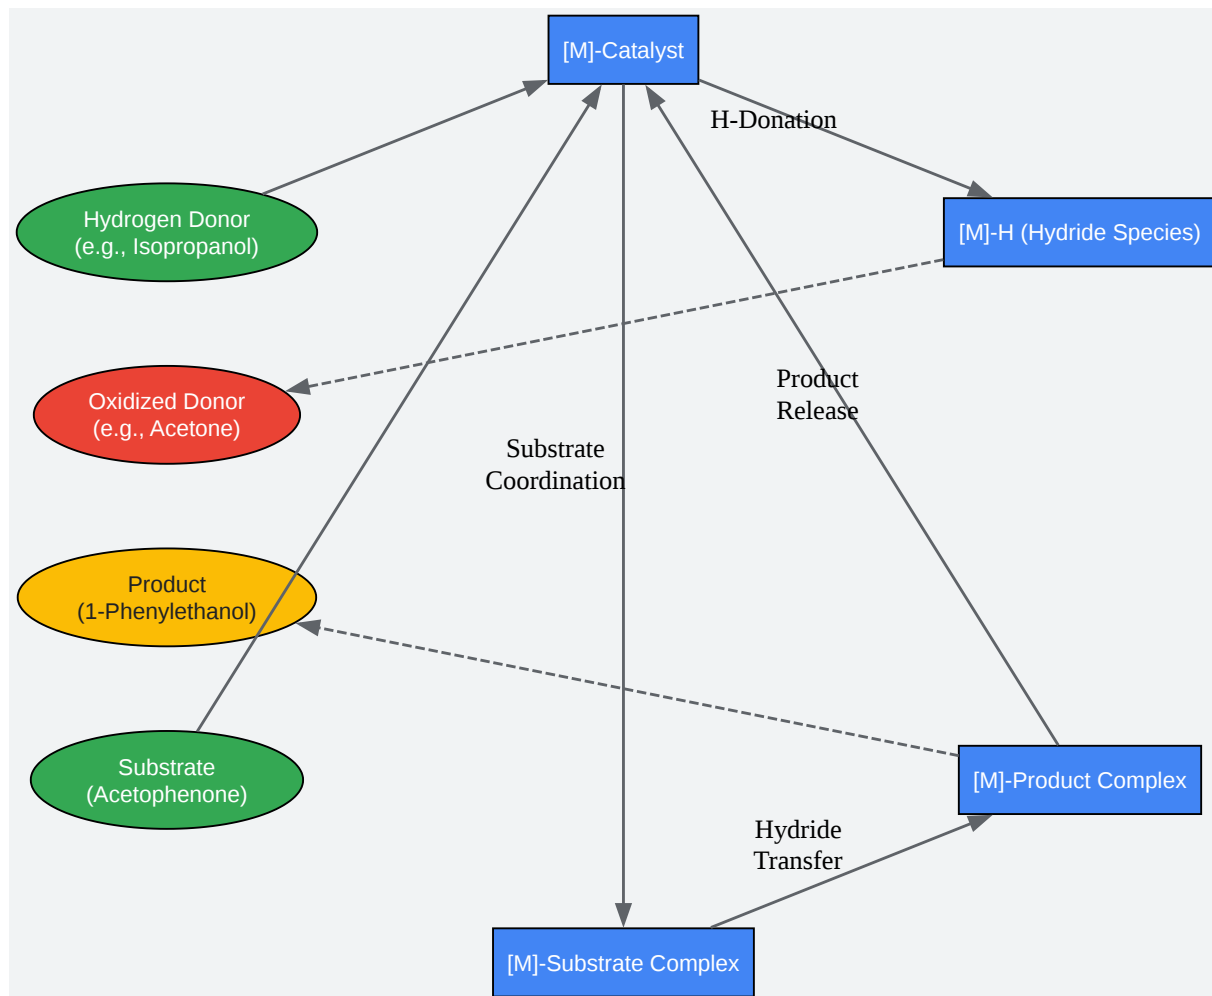 [M]-Catalyst
H-Donation
Hydrogen Donor
(e.g., Isopropanol)
[M]-H (Hydride Species)
Oxidized Donor
(e.g., Acetone)
Product
Release
Substrate
Coordination
Product
(1-Phenylethanol)
Substrate
(Acetophenone)
[M]-Product Complex
Hydride
Transfer
[M]-Substrate Complex